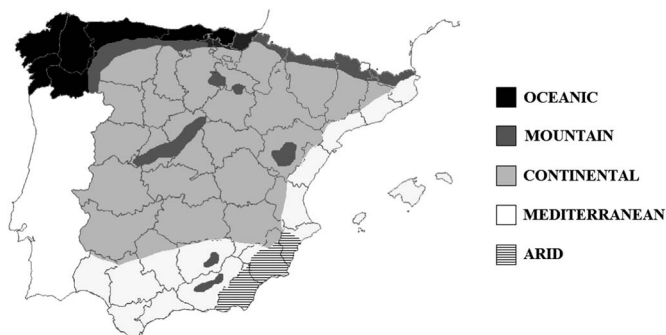 OCEANIC
MOUNTAIN
CONTINENTAL
MEDITERRANEAN
ARID